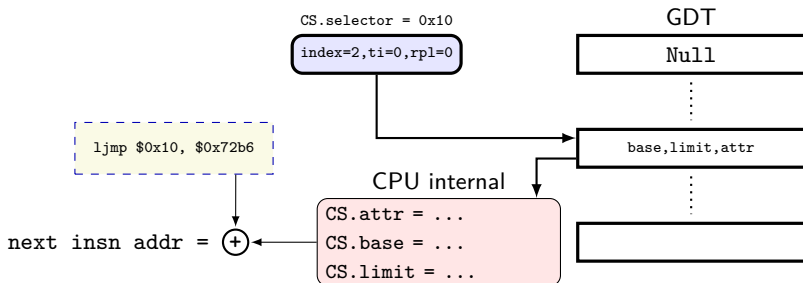 CS.selector = 0x10
GDT
index=2,ti=0,rpl=0
Null
ljmp $0x10, $0x72b6
base,limit,attr
CPU internal
CS.attr = ...
next insn addr = +
CS.base = ...
CS.limit = ...